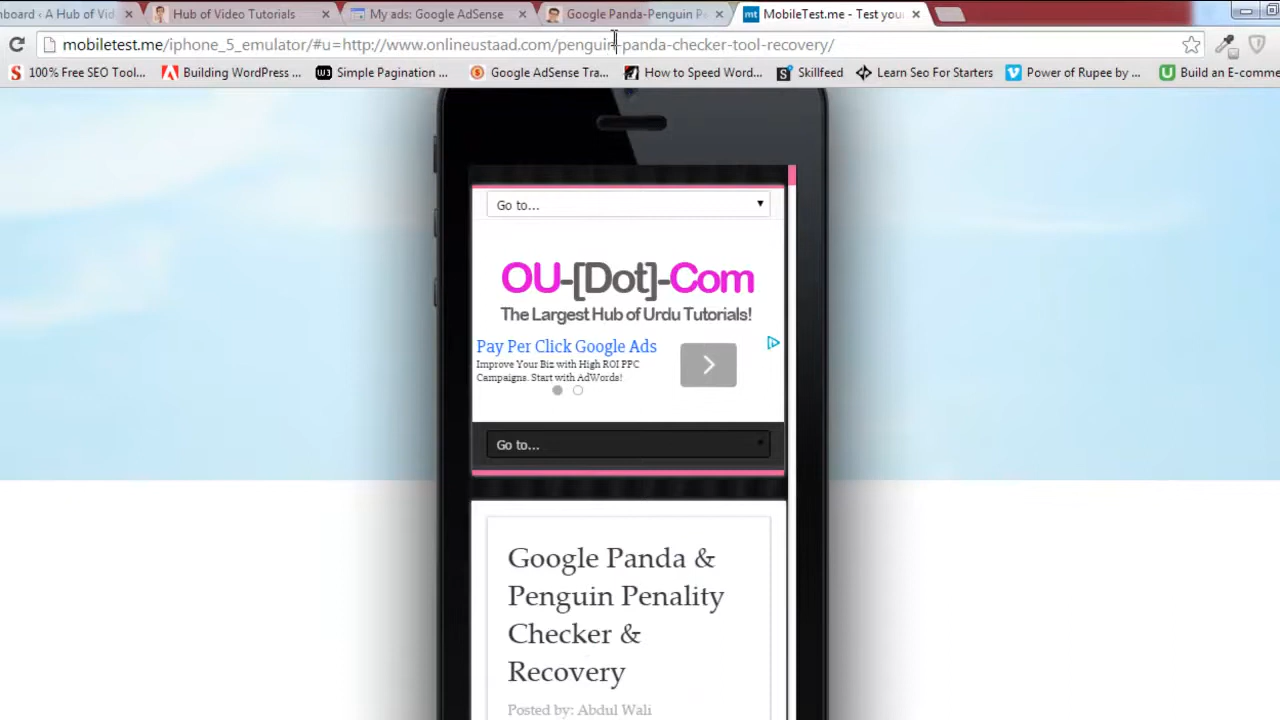 nboard ‹ A Hub of Vid
Hub of Video Tutorials
My ads: Google AdSense
Google Panda-Penguin P
MobileTest.me - Test your
mobiletest.me/iphone_5_emulator/#u=http://www.onlineustaad.com/penguin-panda-checker-tool-recovery/
100% Free SEO Tool...
Building WordPress ...
Simple Pagination ...
Google AdSense Tra...
How to Speed Word...
Skillfeed
Learn Seo For Starters
Power of Rupee by ...
Build an E-comme
Go to...
OU-[Dot]-Com
The Largest Hub of Urdu Tutorials!
Pay Per Click Google Ads
Improve Your Biz with High ROI PPC
Campaigns. Start with AdWords!
Go to...
Google Panda &
Penguin Penality
Checker &
Recovery
Posted by: Abdul Wali